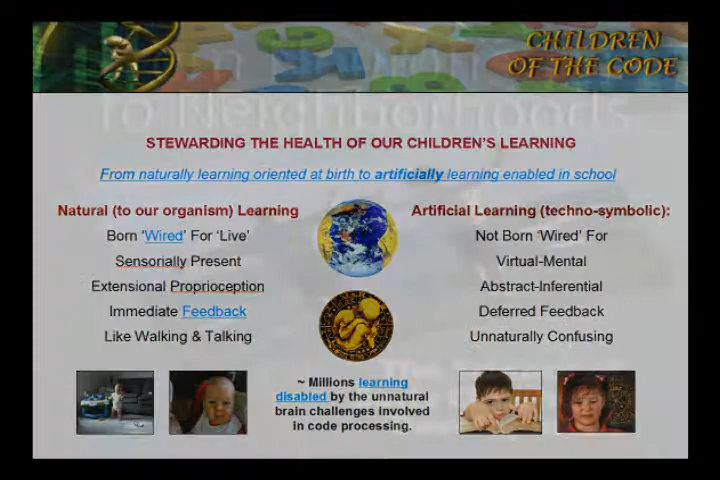 CHILDREN
OF THE CODE
to Neighborhoods
STEWARDING THE HEALTH OF OUR CHILDREN'S LEARNING
From naturally learning oriented at birth to artificially learning enabled in school
Natural (to our organism) Learning
Born ‘Wired’ For ‘Live’
Sensorially Present
Extensional Proprioception
Immediate Feedback
Like Walking & Talking
Artificial Learning (techno-symbolic):
Not Born ‘Wired’ For
Virtual-Mental
Abstract-Inferential
Deferred Feedback
Unnaturally Confusing
~ Millions learning
disabled by the unnatural
brain challenges involved
in code processing.